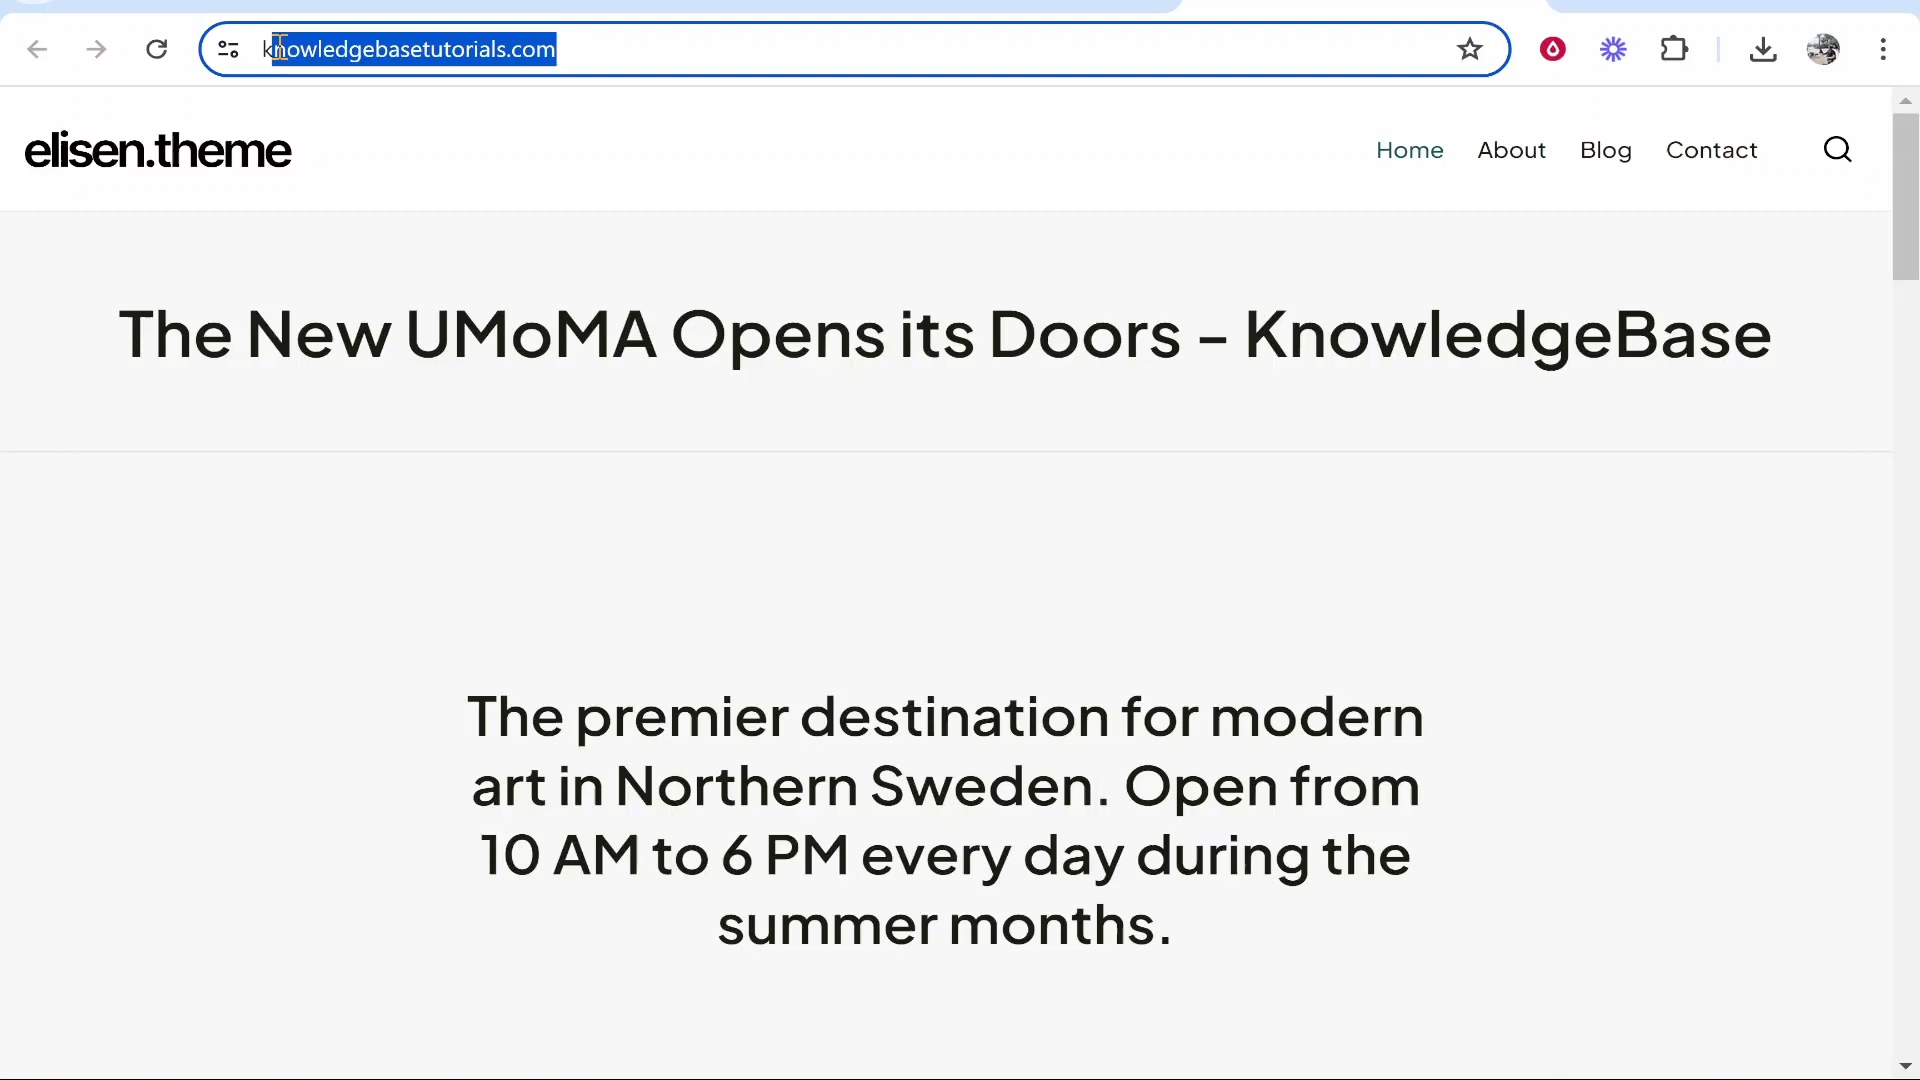 knowledgebasetutorials.com
elisen.theme
Home About Blog Contact
The New UMoMA Opens its Doors – KnowledgeBase
The premier destination for modern
art in Northern Sweden. Open from
10 AM to 6 PM every day during the
summer months.